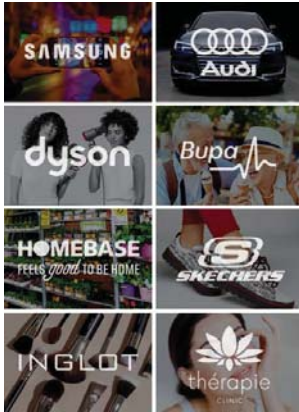 SAMSUNG
Audi
dyson
Bupa
HOMEBASE
FEELS good TO BE HOME
SKECHERS
INGLOT
thérapie
CLINIC